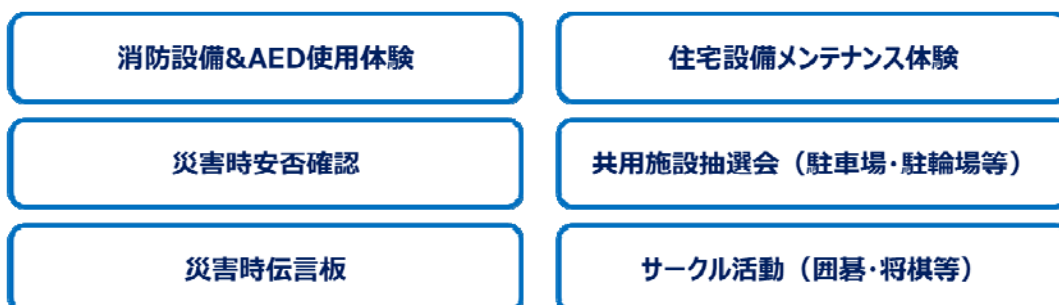 消防設備&AED使用体験
住宅設備メンテナンス体験
災害時安否確認
共用施設抽選会（駐車場・駐輪場等）
災害時伝言板
サークル活動（囲碁・将棋等）